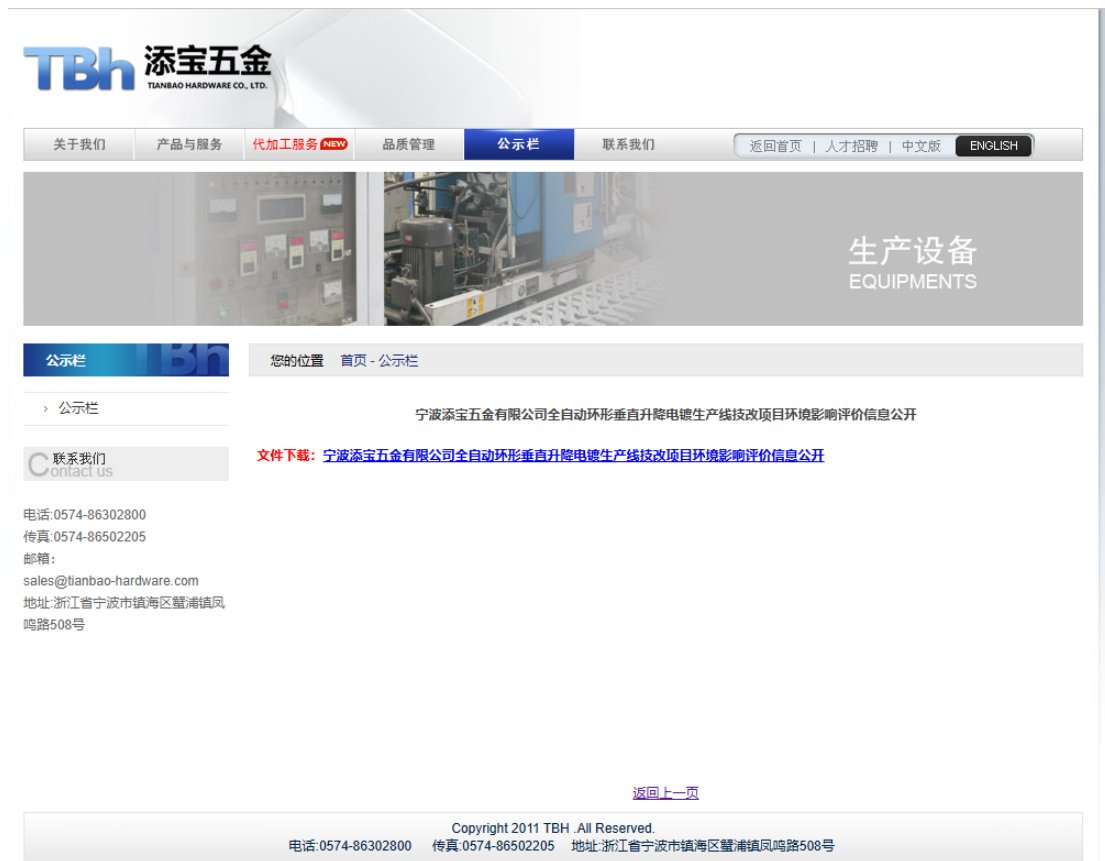 TBh 添宝五金
TIANBAO HARDWARE CO., LTD.
关于我们 产品与服务 代加工服务 NEW 品质管理 公示栏 联系我们 返回首页 | 人才招聘 | 中文版 ENGLISH
生产设备
EQUIPMENTS
公示栏 TBh
您的位置 首页 - 公示栏
› 公示栏
宁波添宝五金有限公司全自动环形垂直升降电镀生产线技改项目环境影响评价信息公开
文件下载：宁波添宝五金有限公司全自动环形垂直升降电镀生产线技改项目环境影响评价信息公开
联系我们
Contact us
电话:0574-86302800
传真:0574-86502205
邮箱：
sales@tianbao-hardware.com
地址:浙江省宁波市镇海区蟹浦镇凤
鸣路508号
返回上一页
Copyright 2011 TBH .All Reserved.
电话:0574-86302800 传真:0574-86502205 地址:浙江省宁波市镇海区蟹浦镇凤鸣路508号